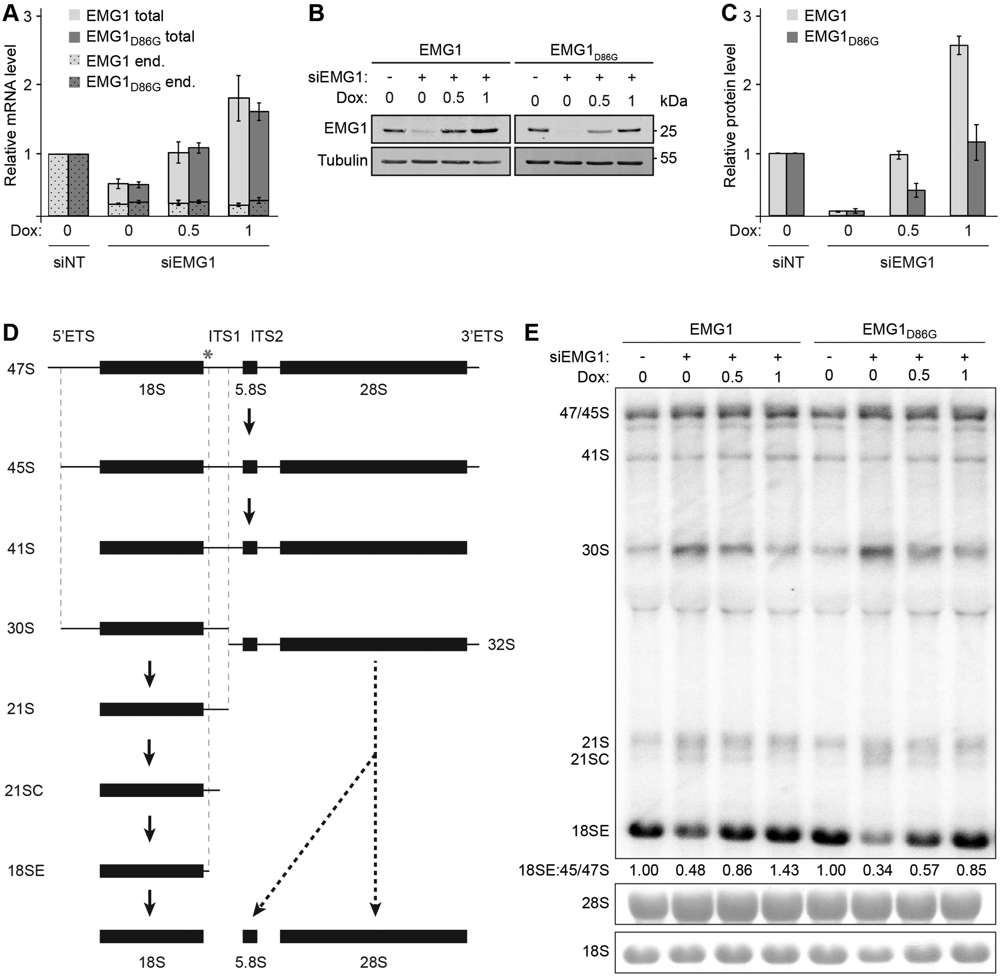 A
3
EMG1 total
EMG1D86G total
EMG1 end.
EMG1D86G end.
2
1
Relative mRNA level
Dox: 0 0 0.5 1
siNT siEMG1
B
EMG1 EMG1D86G
siEMG1: - + + + - + + +
Dox: 0 0 0.5 1 0 0 0.5 1 kDa
EMG1 25
Tubulin 55
C
3
EMG1
EMG1D86G
2
1
Relative protein level
Dox: 0 0 0.5 1
siNT siEMG1
D
5'ETS ITS1 ITS2 3'ETS
*
47S
18S 5.8S 28S
45S
41S
30S
32S
21S
21SC
18SE
18S 5.8S 28S
E
EMG1 EMG1D86G
siEMG1: - + + + - + + +
Dox: 0 0 0.5 1 0 0 0.5 1
47/45S
41S
30S
21S
21SC
18SE
18SE:45/47S 1.00 0.48 0.86 1.43 1.00 0.34 0.57 0.85
28S
18S